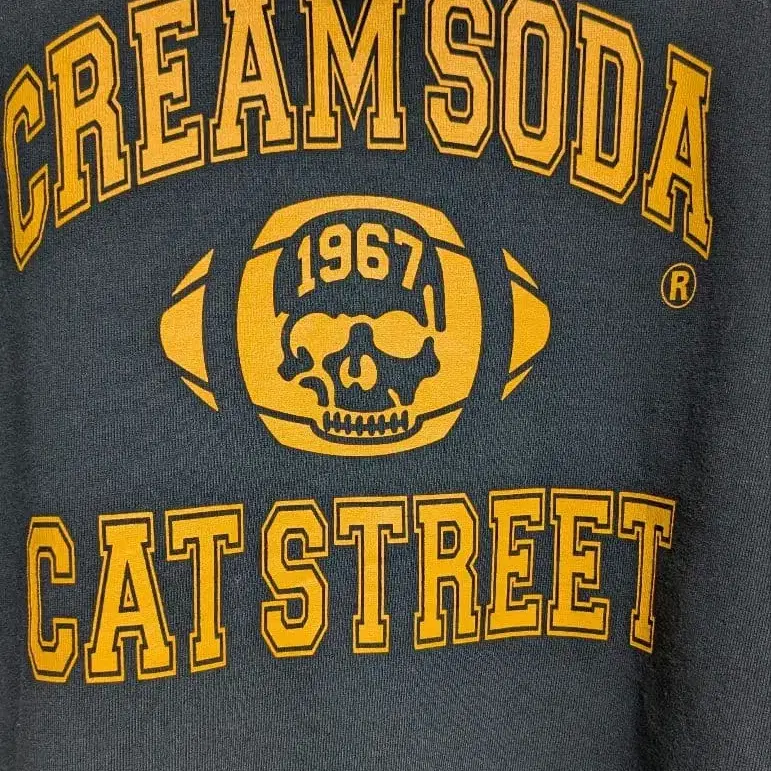 CREAM SODA
1967
®
CAT STREET